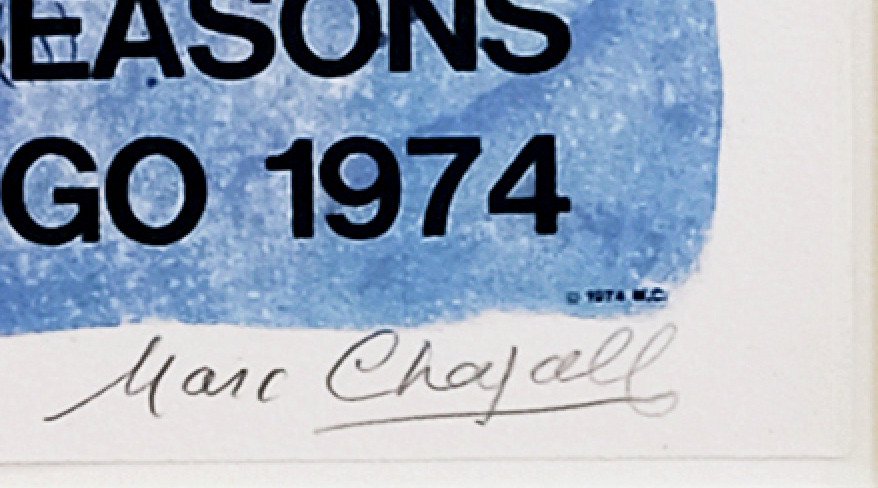 EASONS
GO 1974
© 1974 M.C.
Marc Chagall